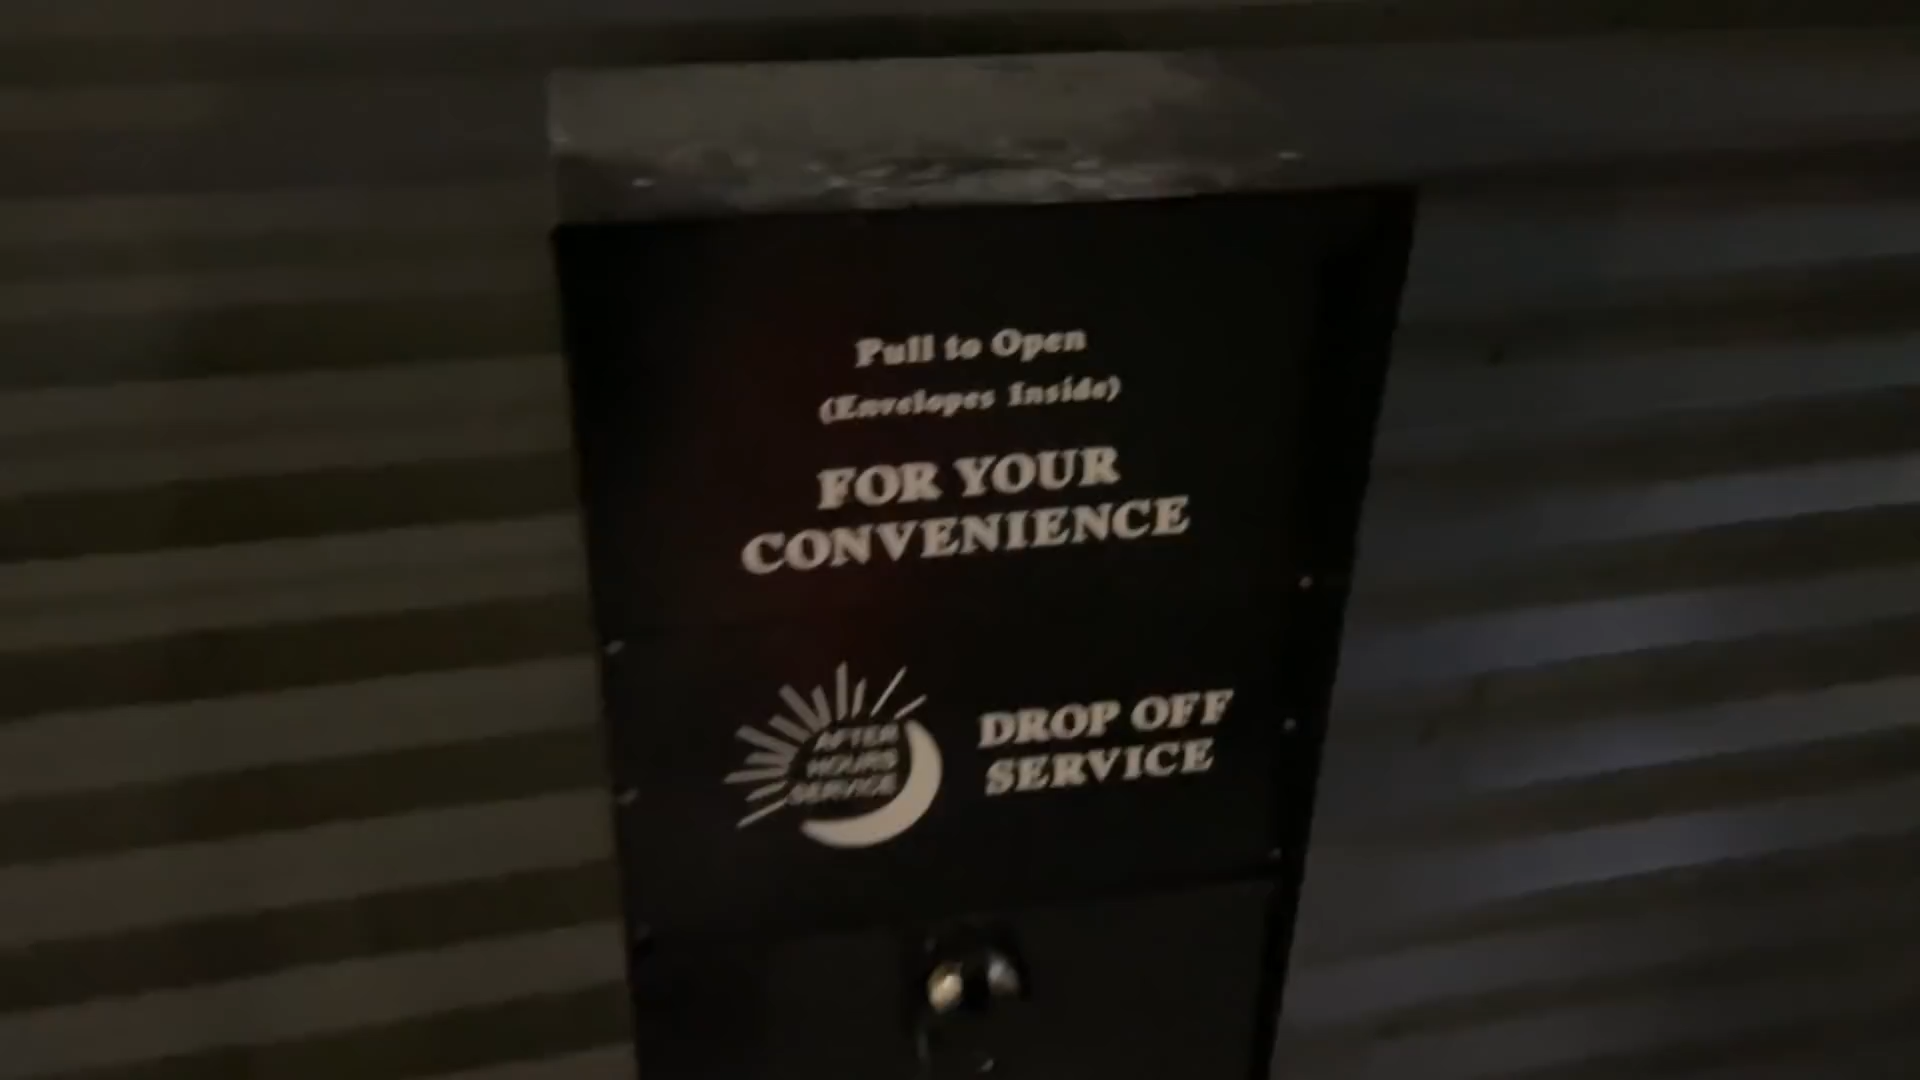 Pull to Open
(Envelopes Inside)
FOR YOUR
CONVENIENCE
AFTER
HOURS
SERVICE
DROP OFF
SERVICE